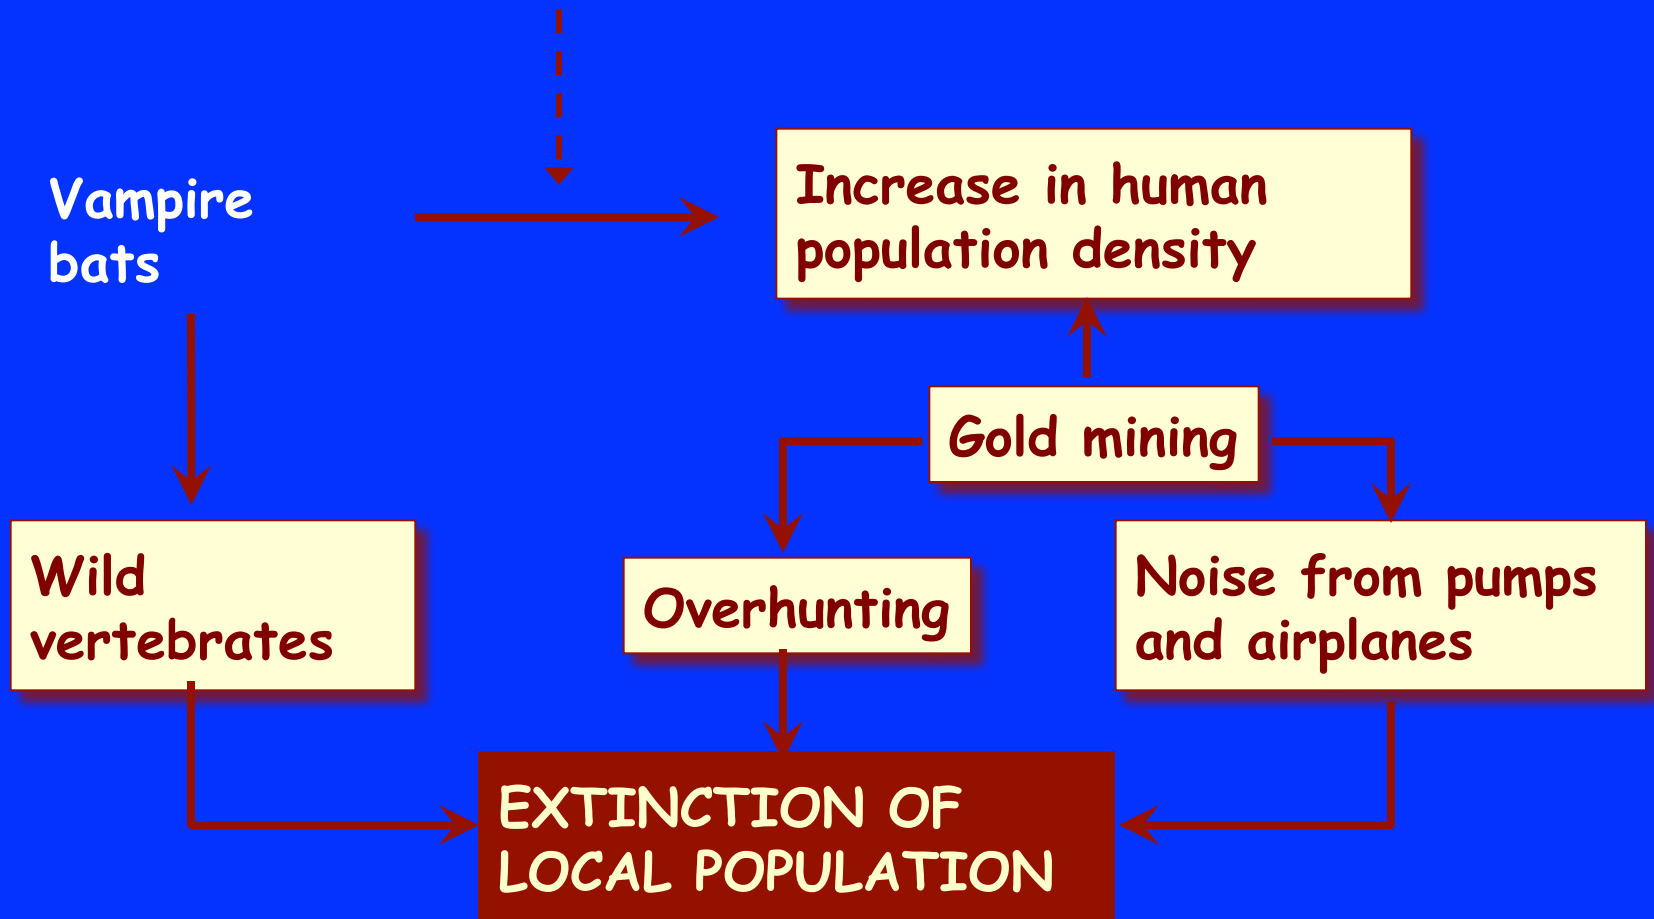 Vampire
bats
Increase in human
population density
Gold mining
Wild
vertebrates
Overhunting
Noise from pumps
and airplanes
EXTINCTION OF
LOCAL POPULATION